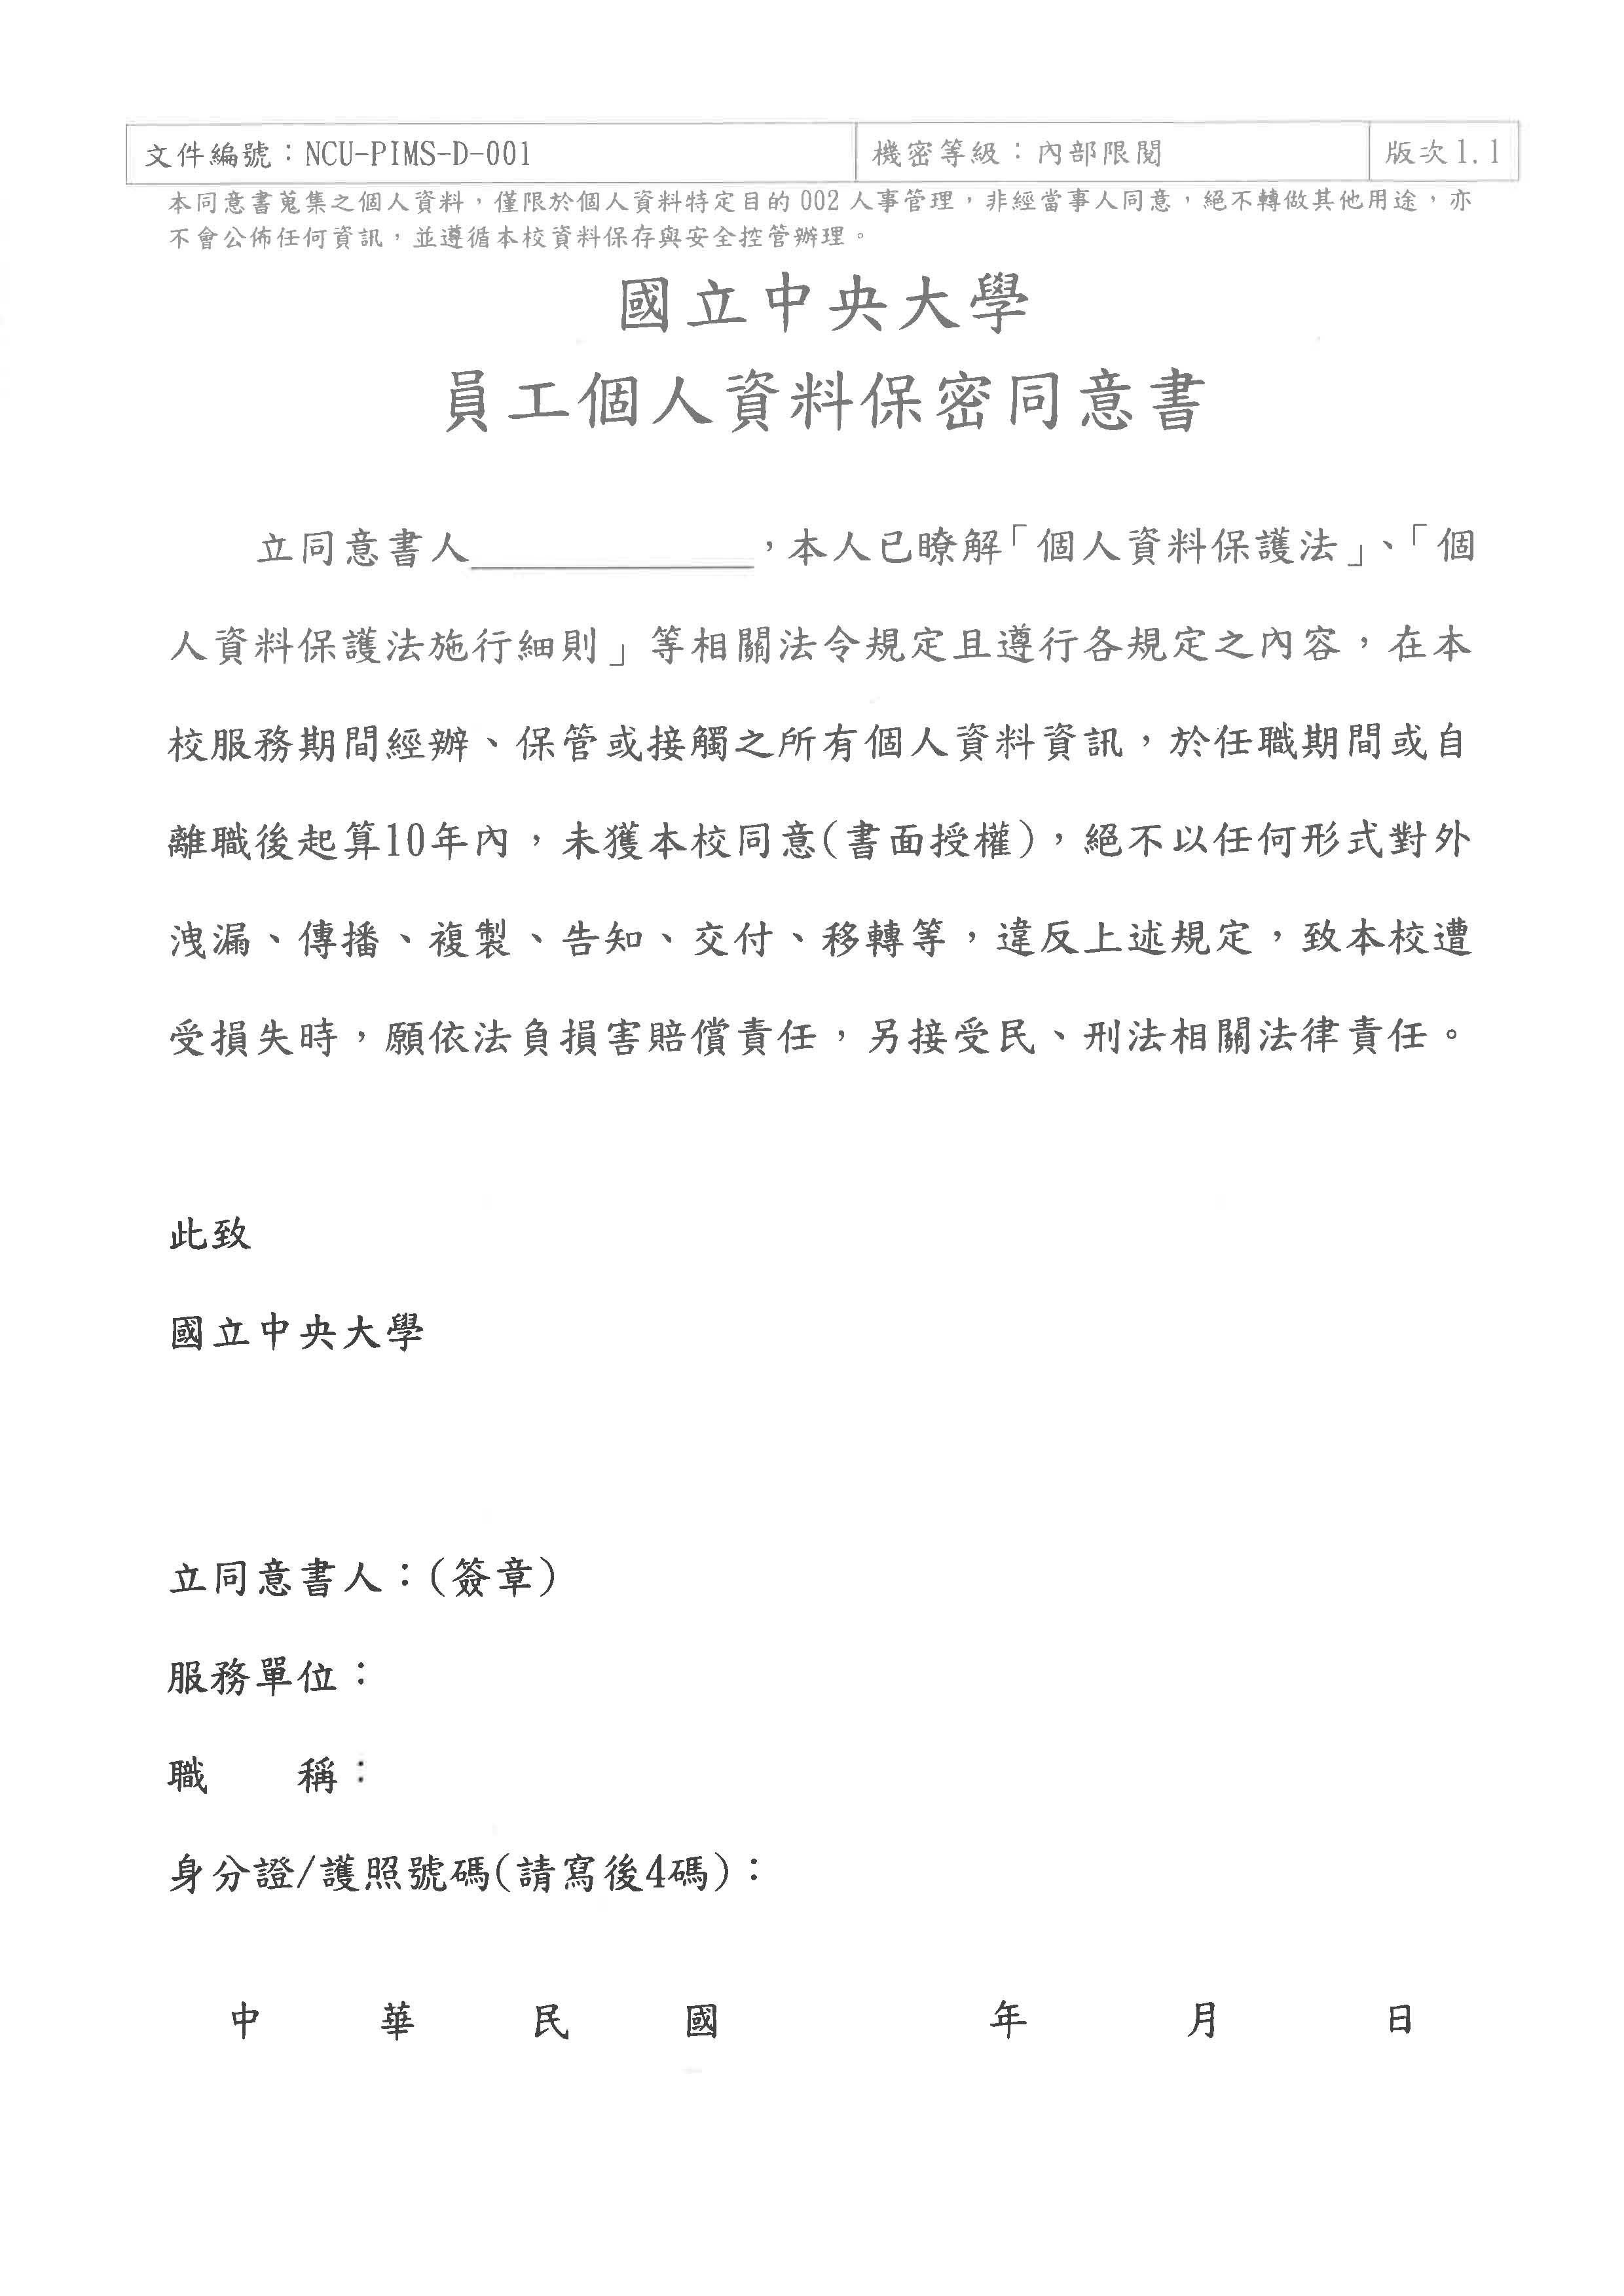 文件編號：NCU-PIMS-D-001 機密等級：內部限閱 版次1.1
本同意書蒐集之個人資料，僅限於個人資料特定目的 002 人事管理，非經當事人同意，絕不轉做其他用途，亦
不會公佈任何資訊，並遵循本校資料保存與安全控管辦理。
國立中央大學
員工個人資料保密同意書
立同意書人＿＿＿＿＿＿，本人已瞭解「個人資料保護法」、「個
人資料保護法施行細則」等相關法令規定且遵行各規定之內容，在本
校服務期間經辦、保管或接觸之所有個人資料資訊，於任職期間或自
離職後起算10年內，未獲本校同意(書面授權)，絕不以任何形式對外
洩漏、傳播、複製、告知、交付、移轉等，違反上述規定，致本校遭
受損失時，願依法負損害賠償責任，另接受民、刑法相關法律責任。
此致
國立中央大學
立同意書人：(簽章)
服務單位：
職　　稱：
身分證/護照號碼(請寫後4碼)：
中　華　民　國　　　年　　月　　日